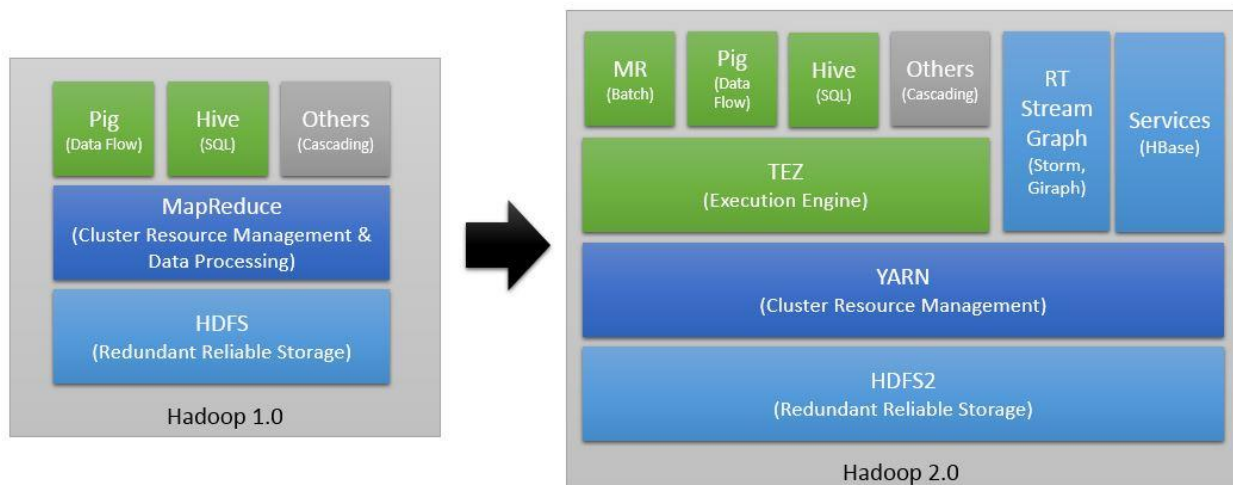 Pig
(Data Flow)
Hive
(SQL)
Others
(Cascading)
MapReduce
(Cluster Resource Management &
Data Processing)
HDFS
(Redundant Reliable Storage)
Hadoop 1.0
MR
(Batch)
Pig
(Data
Flow)
Hive
(SQL)
Others
(Cascading)
RT
Stream
Graph
(Storm,
Giraph)
Services
(HBase)
TEZ
(Execution Engine)
YARN
(Cluster Resource Management)
HDFS2
(Redundant Reliable Storage)
Hadoop 2.0